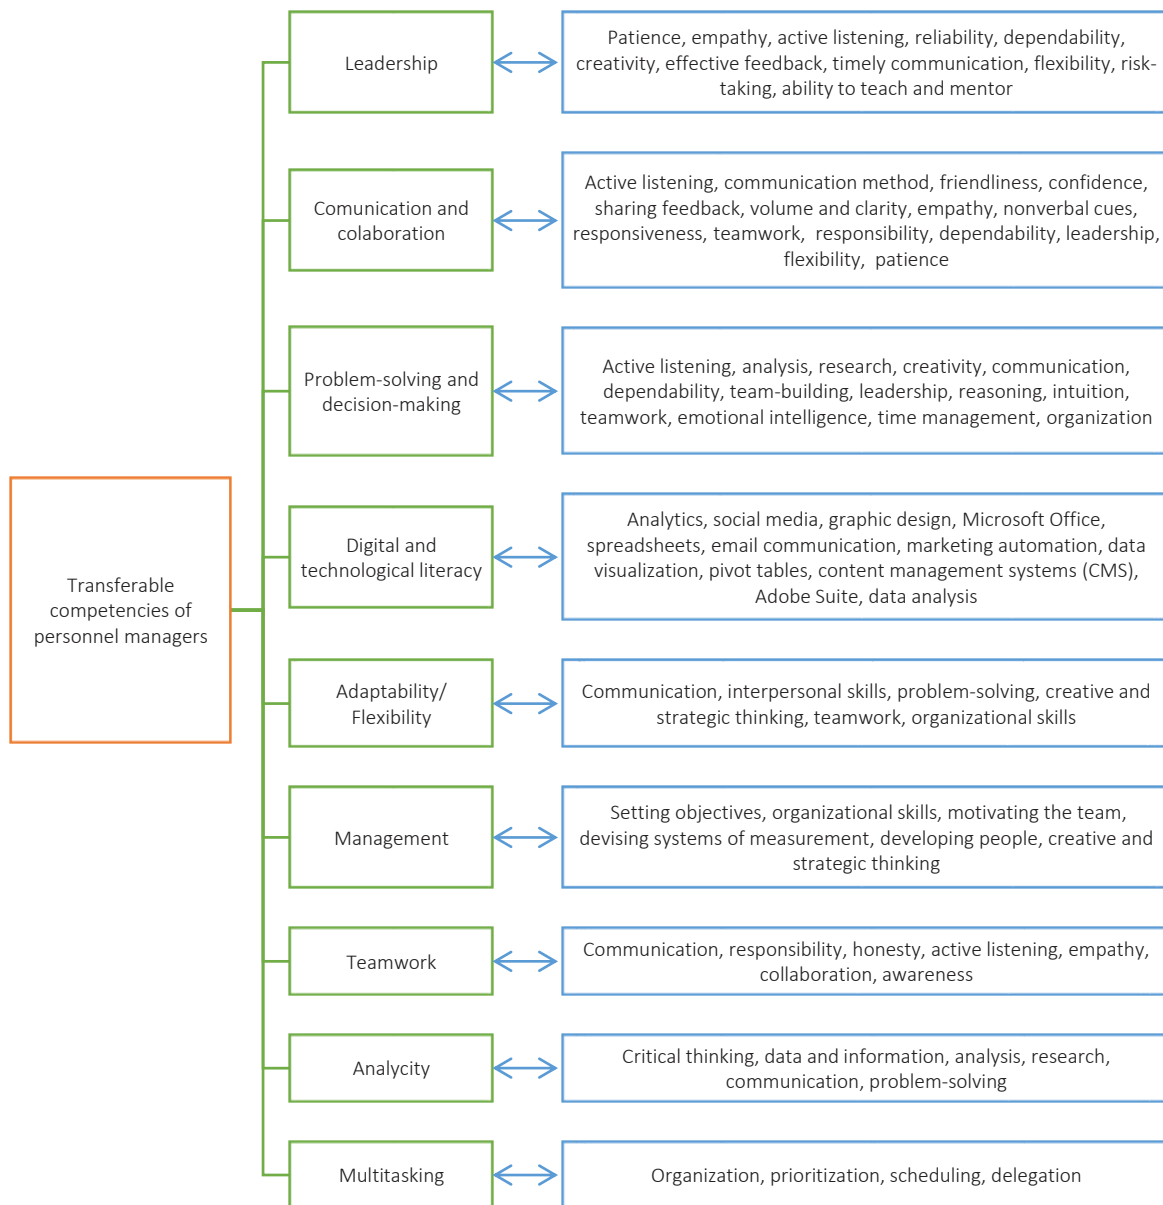 Leadership
Patience, empathy, active listening, reliability, dependability,
creativity, effective feedback, timely communication, flexibility, risk-
taking, ability to teach and mentor
Comunication and
colaboration
Active listening, communication method, friendliness, confidence,
sharing feedback, volume and clarity, empathy, nonverbal cues,
responsiveness, teamwork, responsibility, dependability, leadership,
flexibility, patience
Problem-solving and
decision-making
Active listening, analysis, research, creativity, communication,
dependability, team-building, leadership, reasoning, intuition,
teamwork, emotional intelligence, time management, organization
Transferable
competencies of
personnel managers
Digital and
technological literacy
Analytics, social media, graphic design, Microsoft Office,
spreadsheets, email communication, marketing automation, data
visualization, pivot tables, content management systems (CMS),
Adobe Suite, data analysis
Adaptability/
Flexibility
Communication, interpersonal skills, problem-solving, creative and
strategic thinking, teamwork, organizational skills
Management
Setting objectives, organizational skills, motivating the team,
devising systems of measurement, developing people, creative and
strategic thinking
Teamwork
Communication, responsibility, honesty, active listening, empathy,
collaboration, awareness
Analycity
Critical thinking, data and information, analysis, research,
communication, problem-solving
Multitasking
Organization, prioritization, scheduling, delegation